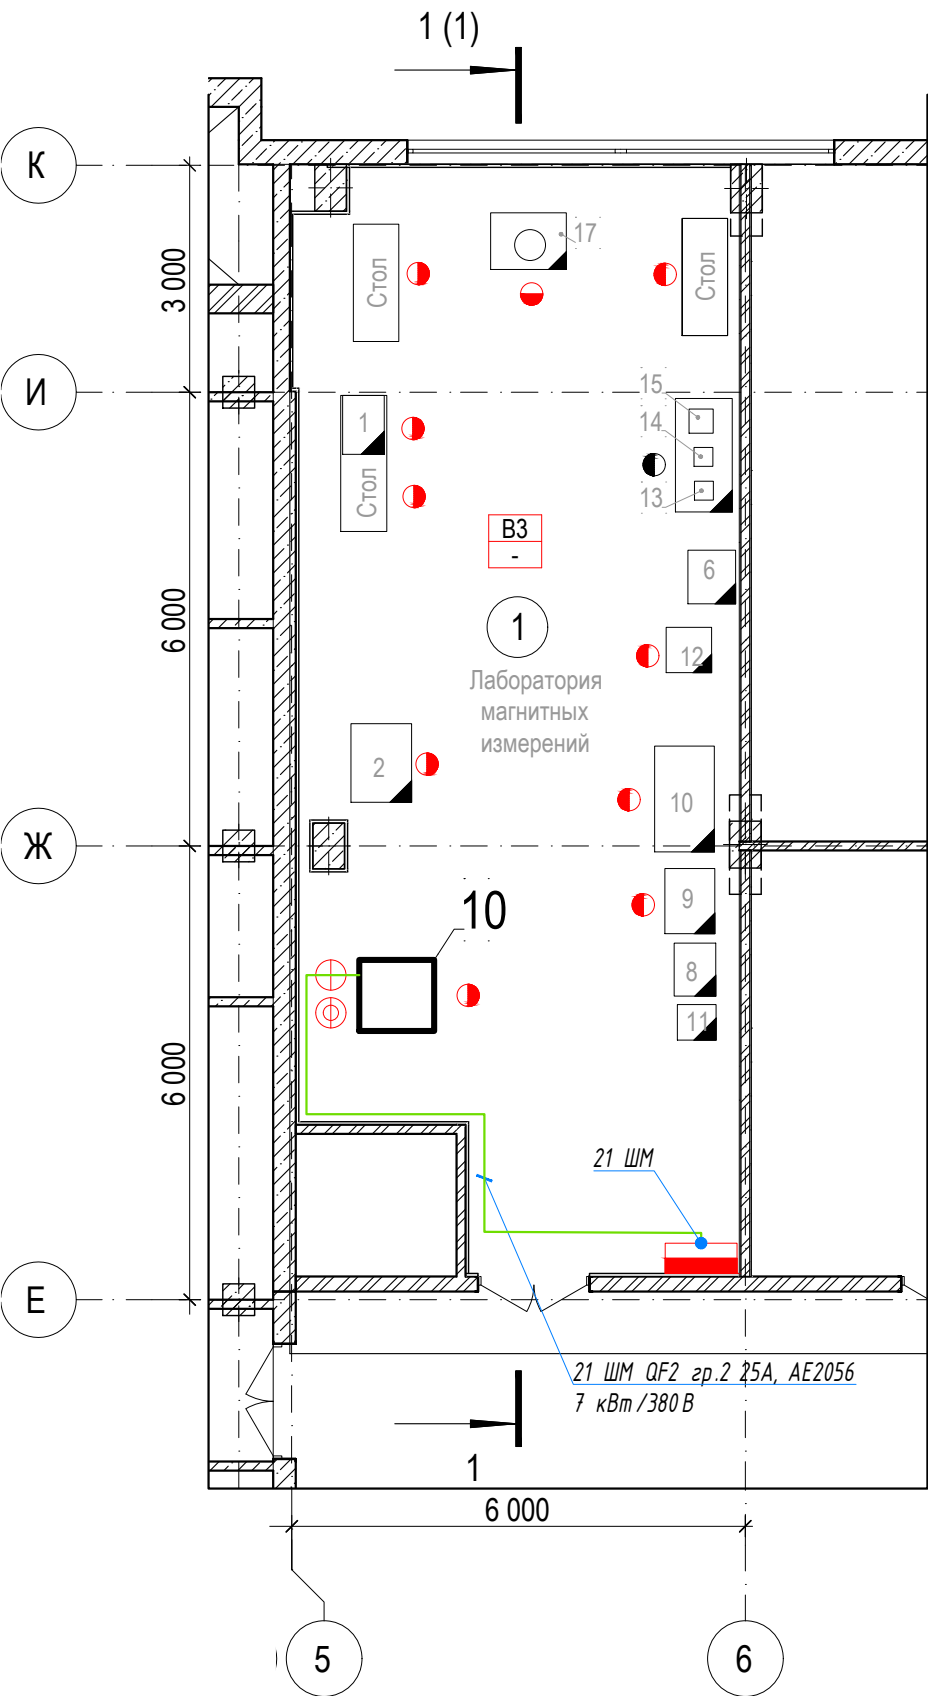 1 (1)
К
3 000
17
Стол
Стол
И
15
14
13
1
Стол
В3
-
6
6 000
1
12
Лаборатория
магнитных
измерений
2
10
Ж
10
9
8
11
6 000
21 ШМ
Е
21 ШМ QF2 гр.2 25А, АЕ2056
7 кВт /380 В
1
6 000
5
6